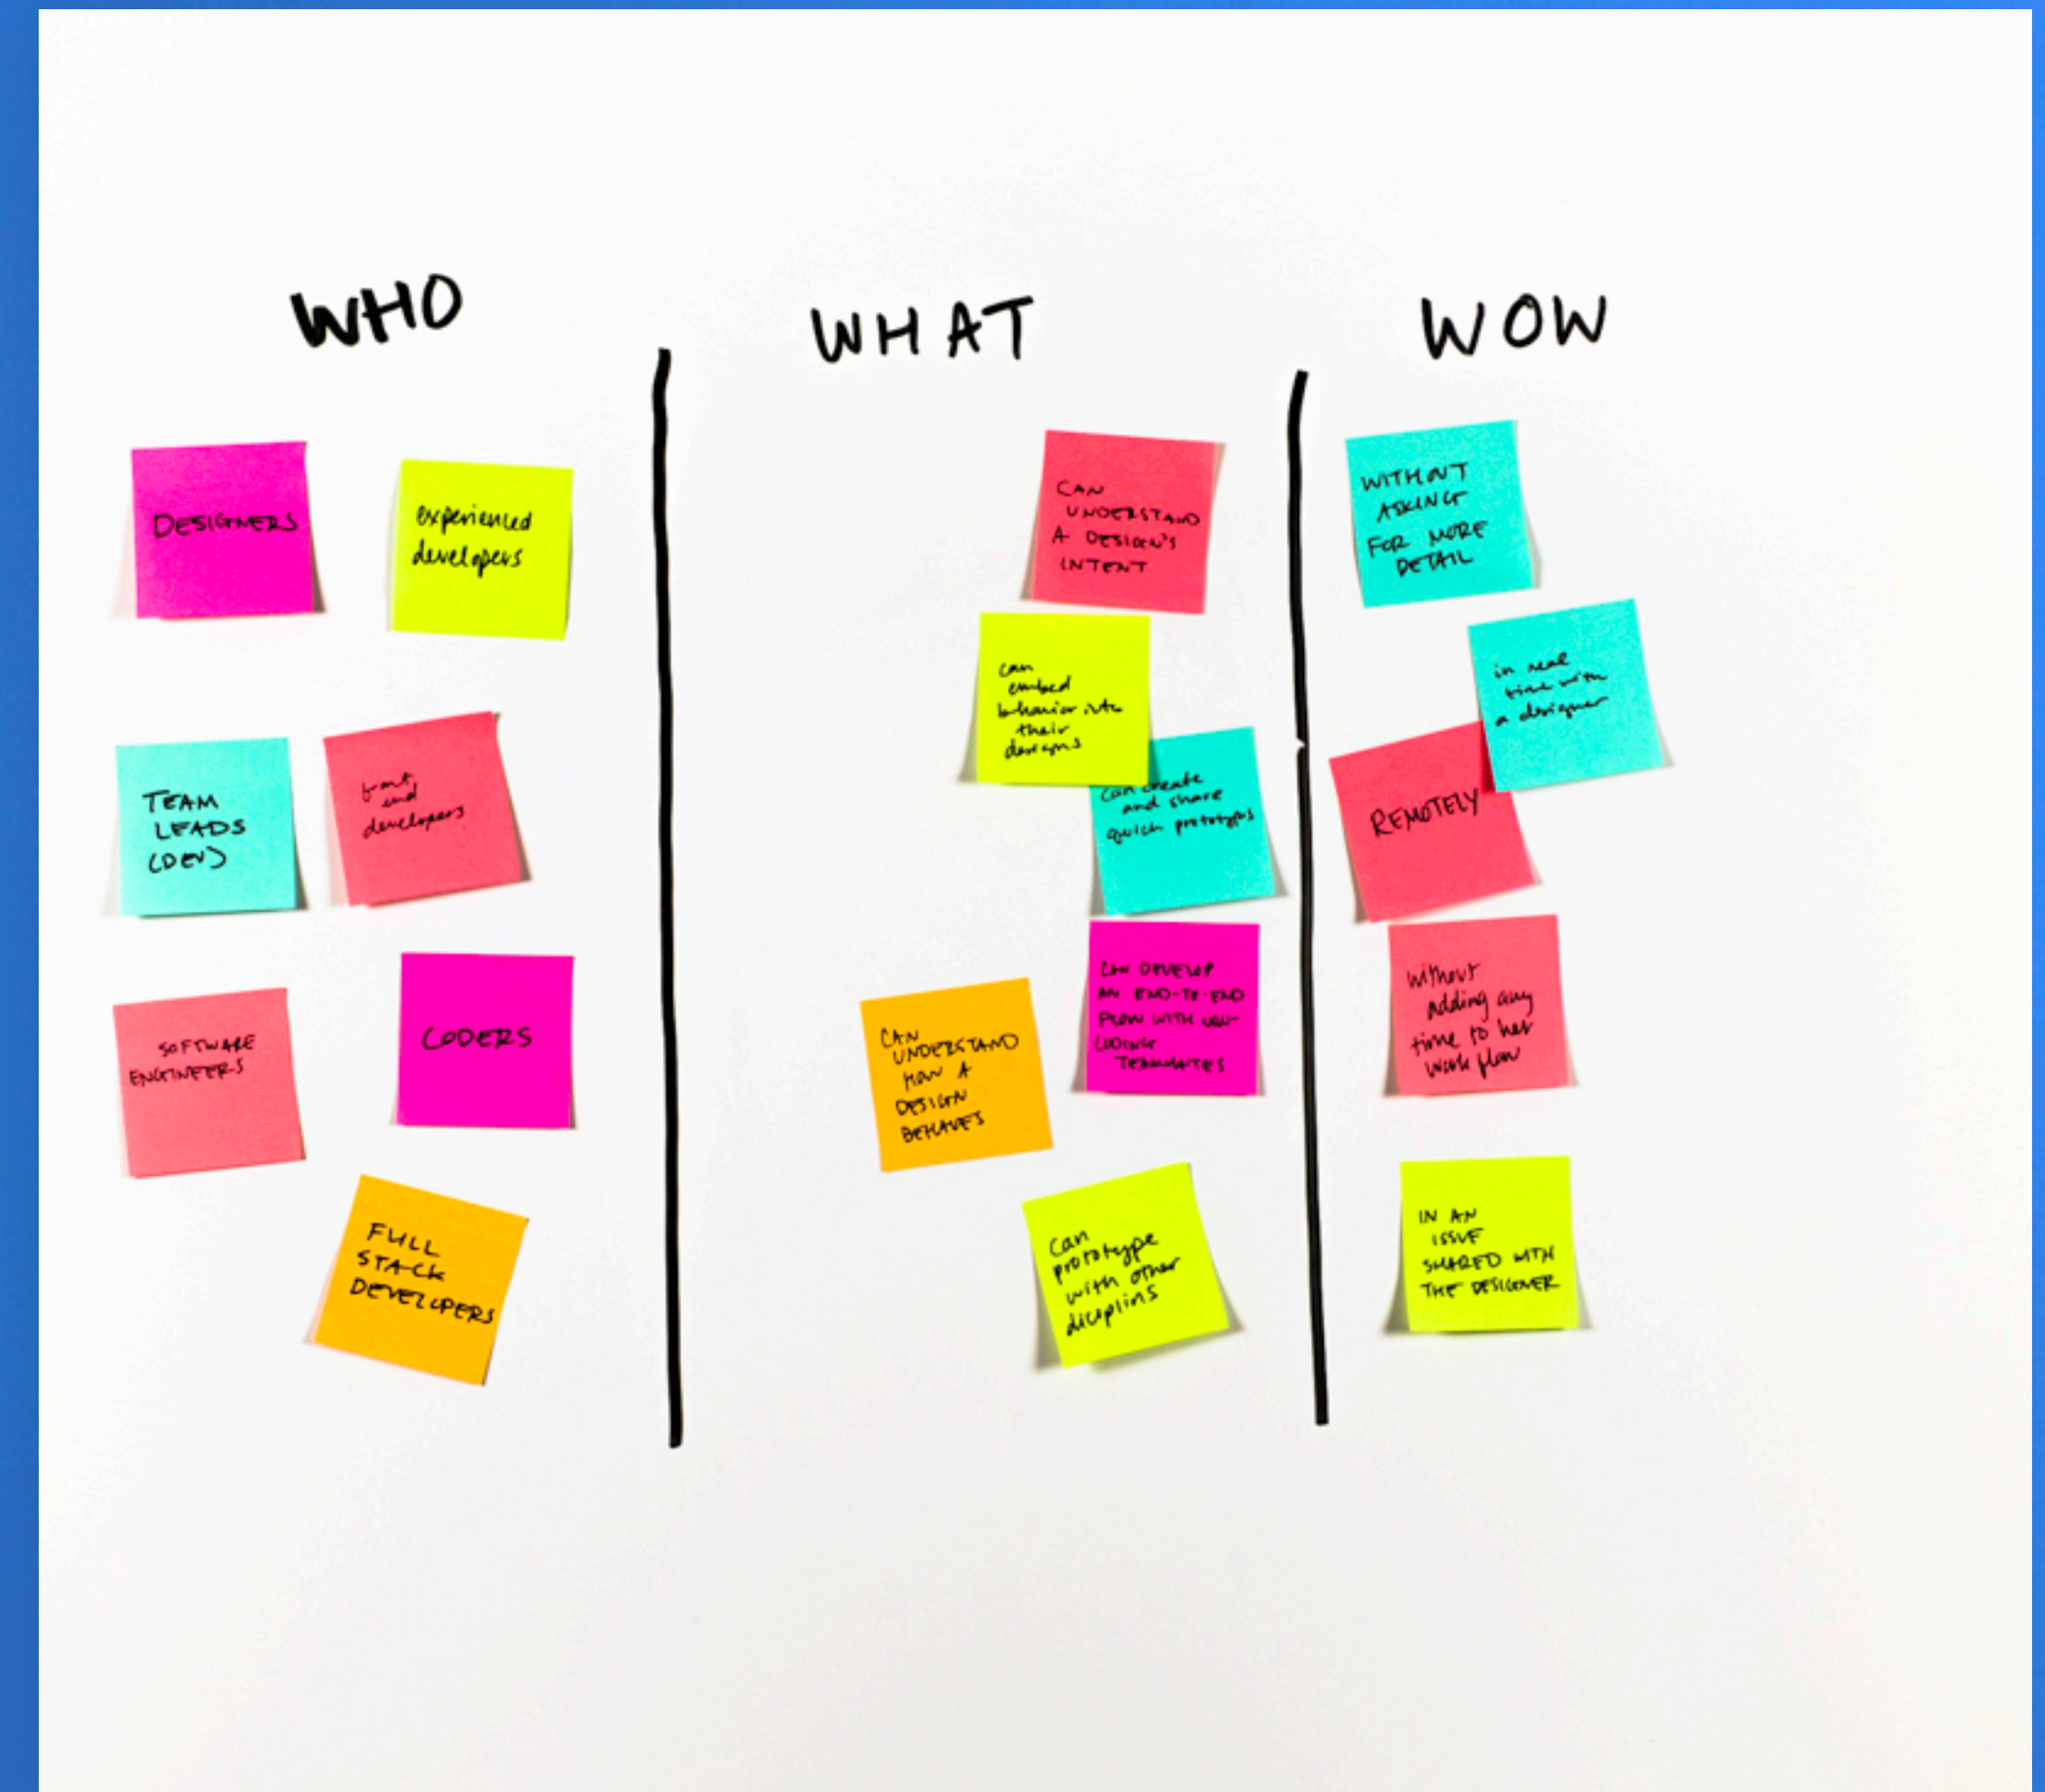 WHO
DESIGNERS
experienced
developers
TEAM
LEADS
(DEV)
front
end
developers
SOFTWARE
ENGINEERS
CODERS
FULL
STACK
DEVELOPERS
WHAT
CAN
UNDERSTAND
A DESIGN'S
INTENT
can
embed
behavior into
their
designs
can create
and share
quick prototypes
CAN DEVELOP
AN END-TO-END
FLOW WITH NON-
CODING
TEAMMATES
CAN
UNDERSTAND
HOW A
DESIGN
BEHAVES
Can
prototype
with other
diciplins
WOW
WITHOUT
ASKING
FOR MORE
DETAIL
in real
time with
a designer
REMOTELY
without
adding any
time to her
work flow
IN AN
ISSUE
SHARED WITH
THE DESIGNER